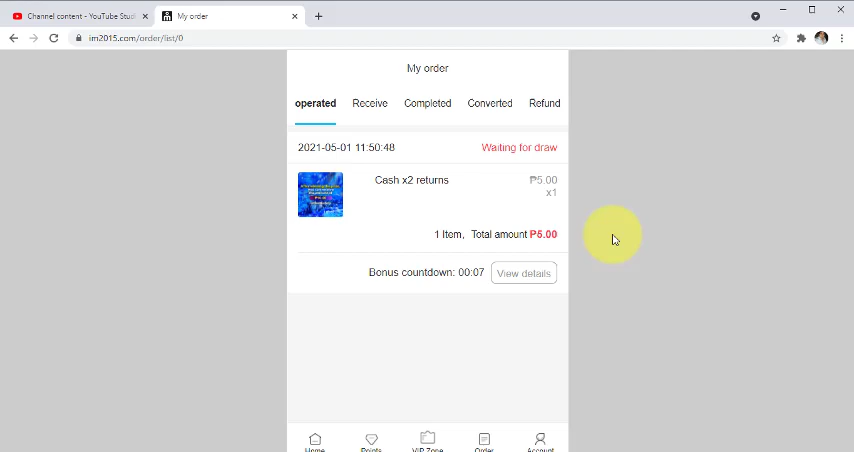 Channel content - YouTube Stud
My order
im2015.com/order/list/0
My order
operated Receive Completed Converted Refund
2021-05-01 11:50:48 Waiting for draw
Cash x2 returns ₱5.00
x1
1 Item, Total amount ₱5.00
Bonus countdown: 00:07 View details
Home Points VIP Zone Order Account